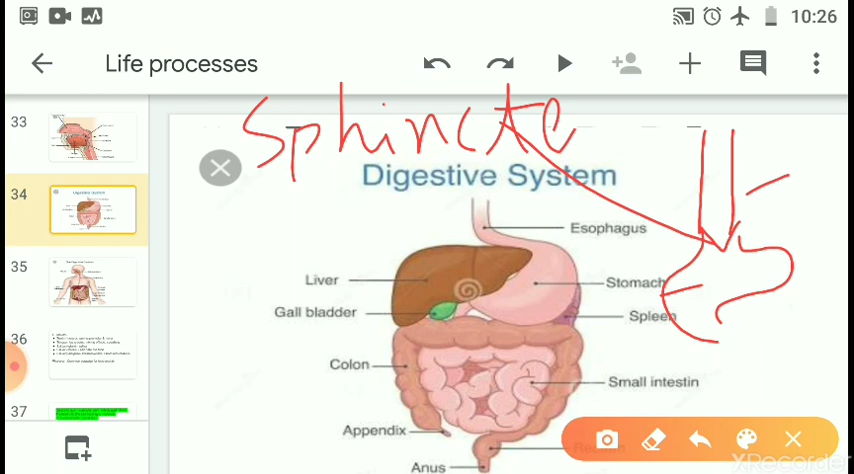 10:26
Life processes
33
34
35
36
37
Sphincte
Digestive System
Esophagus
Liver
Stomach
Gall bladder
Spleen
Colon
Small intestin
Appendix
Anus
XRecorder